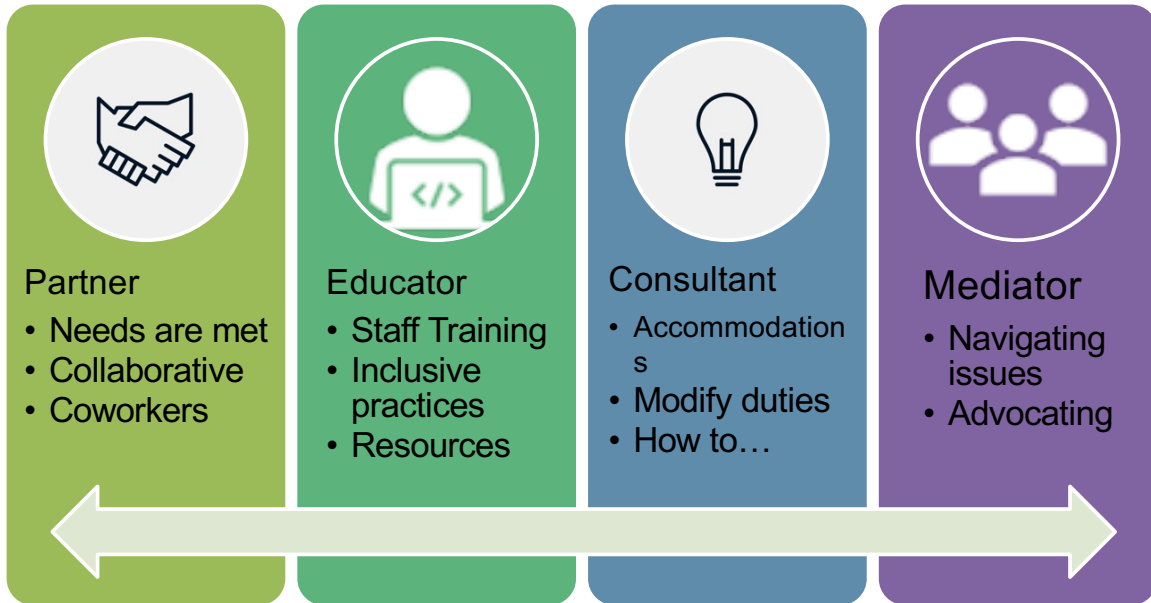 Partner
• Needs are met
• Collaborative
• Coworkers
</>
Educator
• Staff Training
• Inclusive
practices
• Resources
Consultant
• Accommodation
s
• Modify duties
• How to…
Mediator
• Navigating
issues
• Advocating